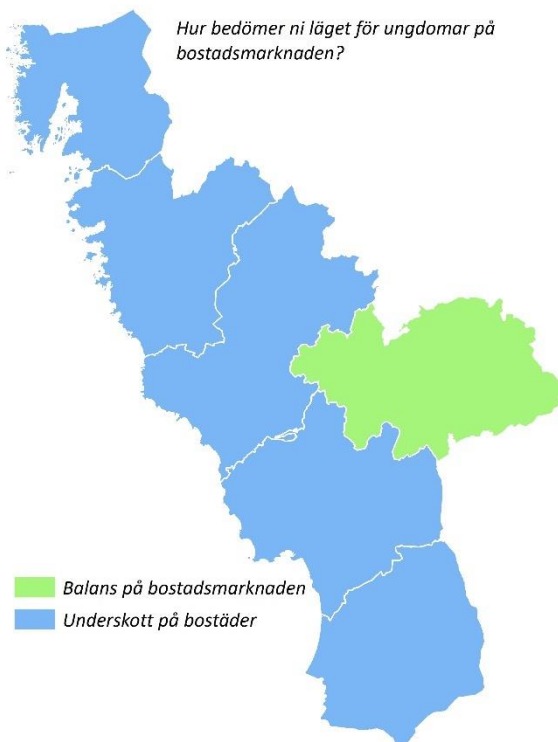 Hur bedömer ni läget för ungdomar på
bostadsmarknaden?
Balans på bostadsmarknaden
Underskott på bostäder